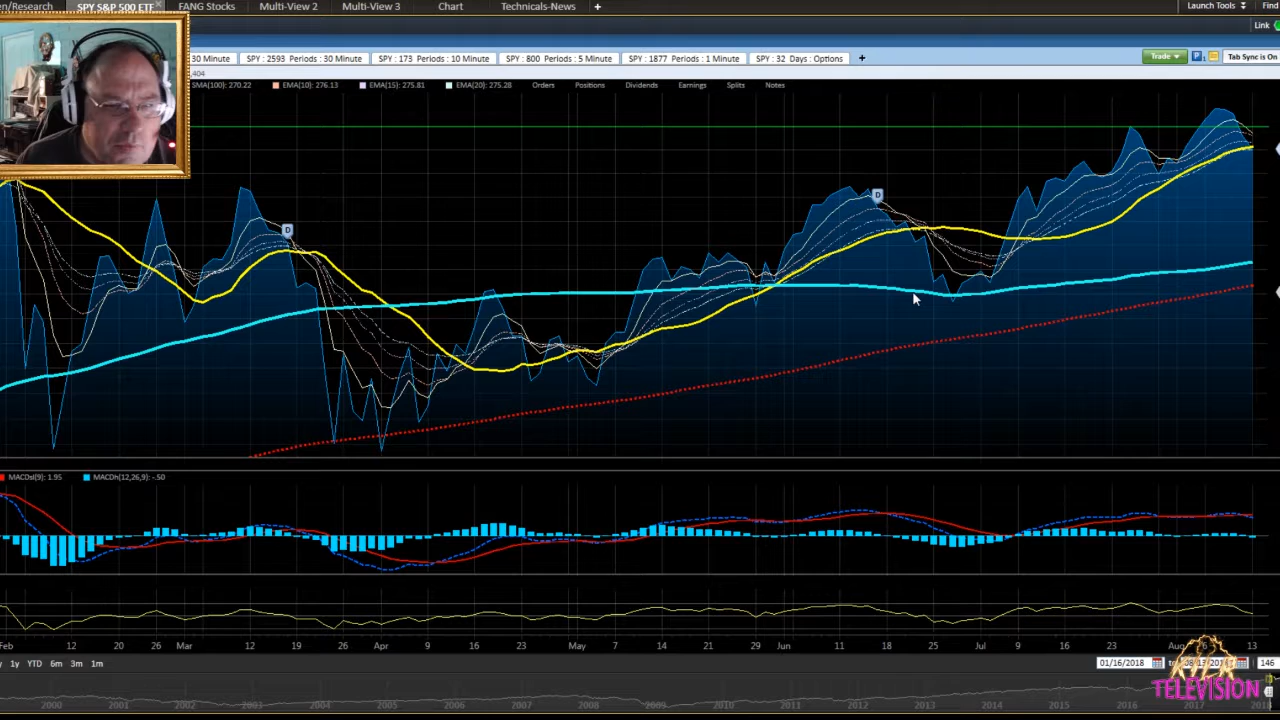 en/Research SPY S&P 500 ETF FANG Stocks Multi-View 2 Multi-View 3 Chart Technicals-News + Launch Tools Find
Link
30 Minute SPY : 2593 Periods : 30 Minute SPY : 173 Periods : 10 Minute SPY : 800 Periods : 5 Minute SPY : 1877 Periods : 1 Minute SPY : 32 Days : Options + Trade P Tab Sync is On
.404
SMA(100): 270.22 EMA(10): 276.13 EMA(15): 275.81 EMA(20): 275.28 Orders Positions Dividends Earnings Splits Notes
D
D
MACDsl(9): 1.95 MACDh(12,26,9): -.50
Feb 12 20 26 Mar 12 19 26 Apr 9 16 23 May 7 14 21 29 Jun 11 18 25 Jul 9 16 23 Aug 13
1y YTD 6m 3m 1m 01/16/2018 to 146
TELEVISION
2000 2001 2002 2003 2004 2005 2006 2007 2008 2009 2010 2011 2012 2013 2014 2015 2016 2017 2018